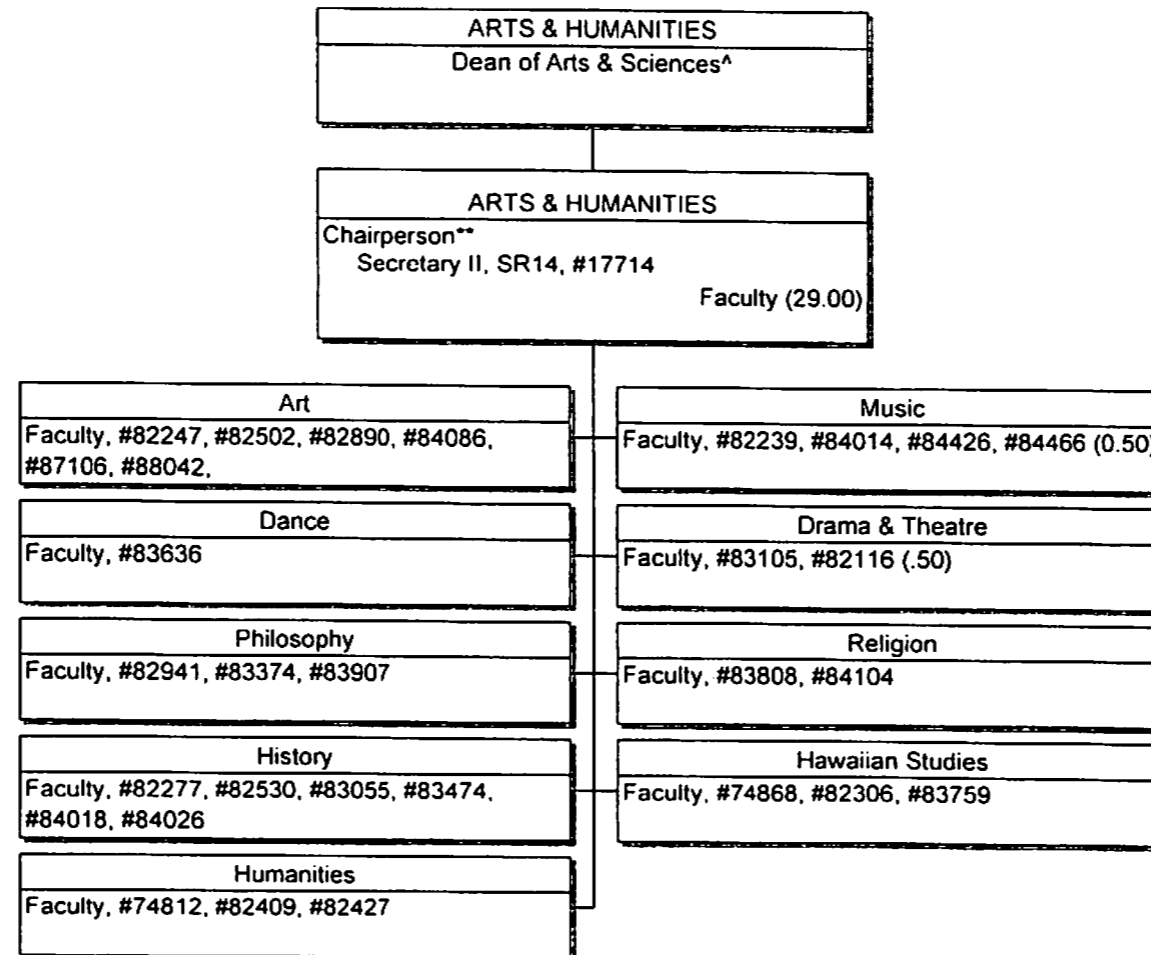 ARTS & HUMANITIES
Dean of Arts & Sciences^
ARTS & HUMANITIES
Chairperson**
Secretary II, SR14, #17714
Faculty (29.00)
Art
Faculty, #82247, #82502, #82890, #84086,
#87106, #88042,
Music
Faculty, #82239, #84014, #84426, #84466 (0.50)
Dance
Faculty, #83636
Drama & Theatre
Faculty, #83105, #82116 (.50)
Philosophy
Faculty, #82941, #83374, #83907
Religion
Faculty, #83808, #84104
History
Faculty, #82277, #82530, #83055, #83474,
#84018, #84026
Hawaiian Studies
Faculty, #74868, #82306, #83759
Humanities
Faculty, #74812, #82409, #82427